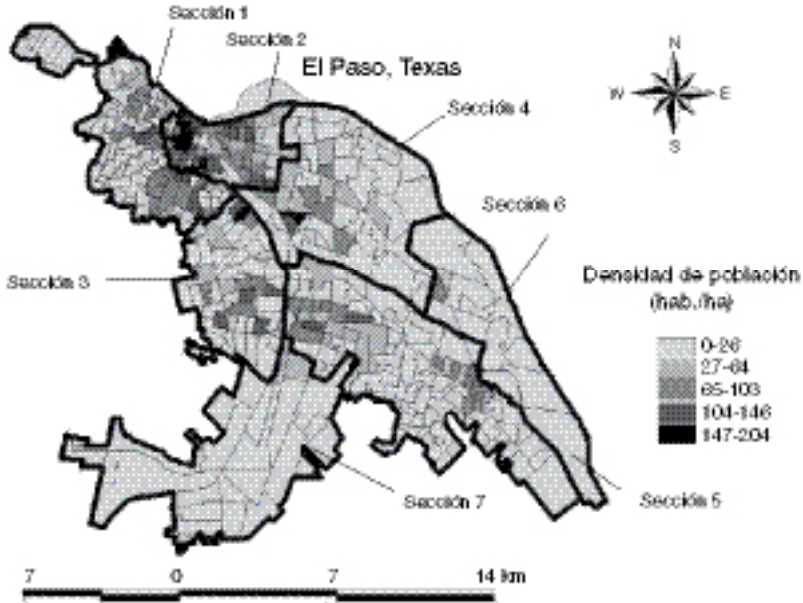 Sección 1
Sección 2
El Paso, Texas
N
W E
S
Sección 4
Sección 6
Sección 3
Densidad de población
(hab./ha)
0-26
27-64
65-103
104-146
147-204
Sección 7
Sección 5
7 0 7 14 km